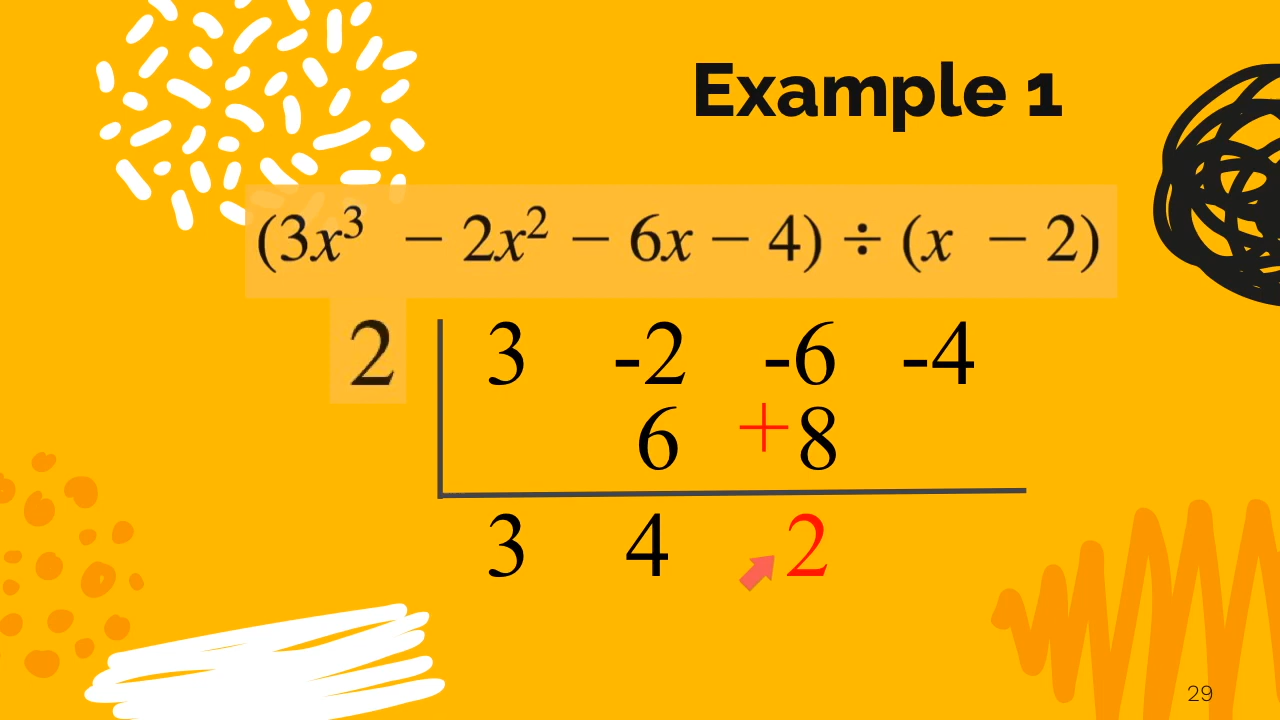 Example 1
(3x³ − 2x² − 6x − 4) ÷ (x − 2)
2 3 -2 -6 -4
6 +8
3 4 2
29